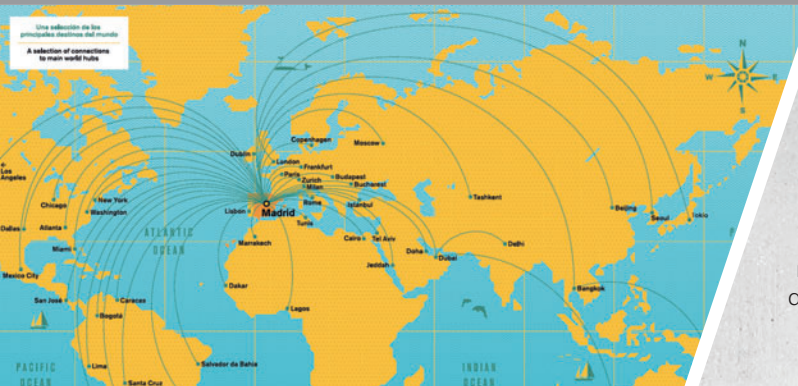 Una selección de los
principales destinos del mundo
A selection of connections
to main world hubs
N
W
E
S
Copenhagen
Moscow
Dublin
London
Frankfurt
Paris
Zurich
Budapest
Milan
Bucharest
Los
Angeles
Chicago
New York
Washington
Lisbon
Madrid
Rome
Istanbul
Tashkent
Beijing
Seoul
Tokio
Dallas
Atlanta
ATLANTIC
OCEAN
Tunis
Marrakech
Cairo
Tel Aviv
Doha
Dubai
Delhi
Miami
Mexico City
Jeddah
Dakar
Bangkok
San José
Caracas
Bogotá
Lagos
PACIFIC
OCEAN
Lima
Santa Cruz
Salvador da Bahia
INDIAN
OCEAN